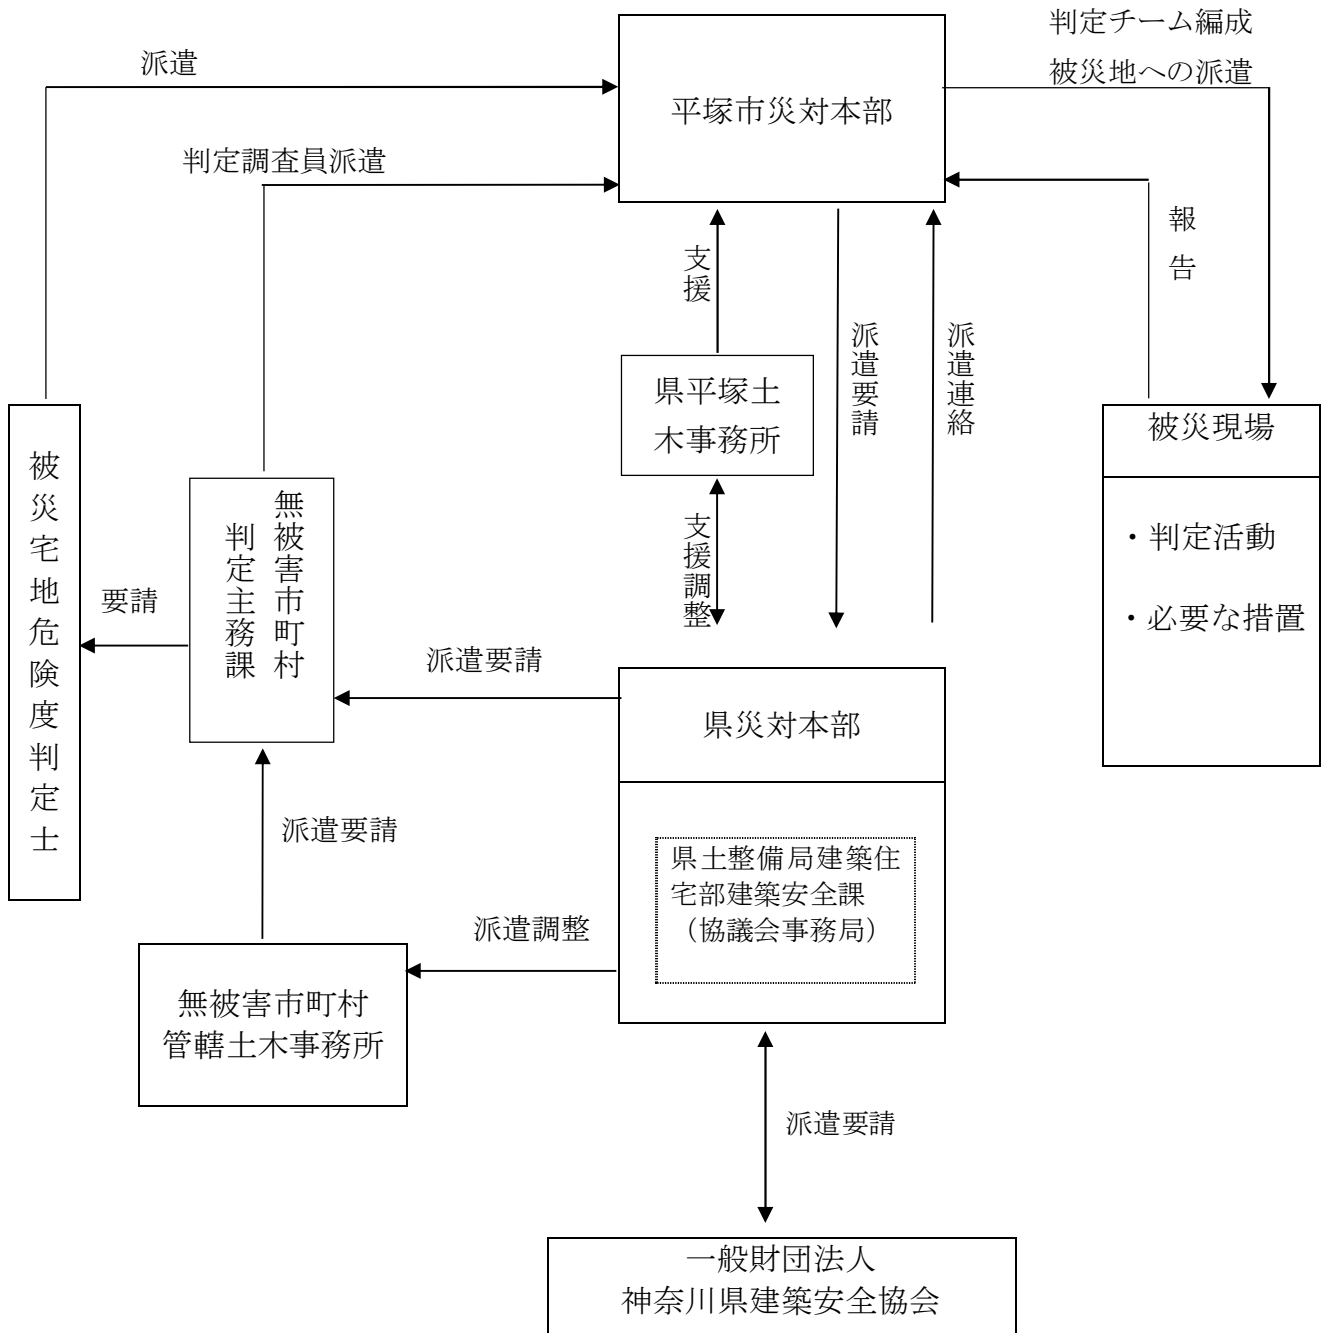 判定チーム編成
被災地への派遣
派遣
平塚市災対本部
判定調査員派遣
報告
支援
派遣要請
派遣連絡
県平塚土
木事務所
被災現場
・判定活動
・必要な措置
被災宅地危険度判定士
無被害市町村
判定主務課
要請
支援調整
派遣要請
県災対本部
県土整備局建築住
宅部建築安全課
（協議会事務局）
派遣要請
派遣調整
無被害市町村
管轄土木事務所
派遣要請
一般財団法人
神奈川県建築安全協会